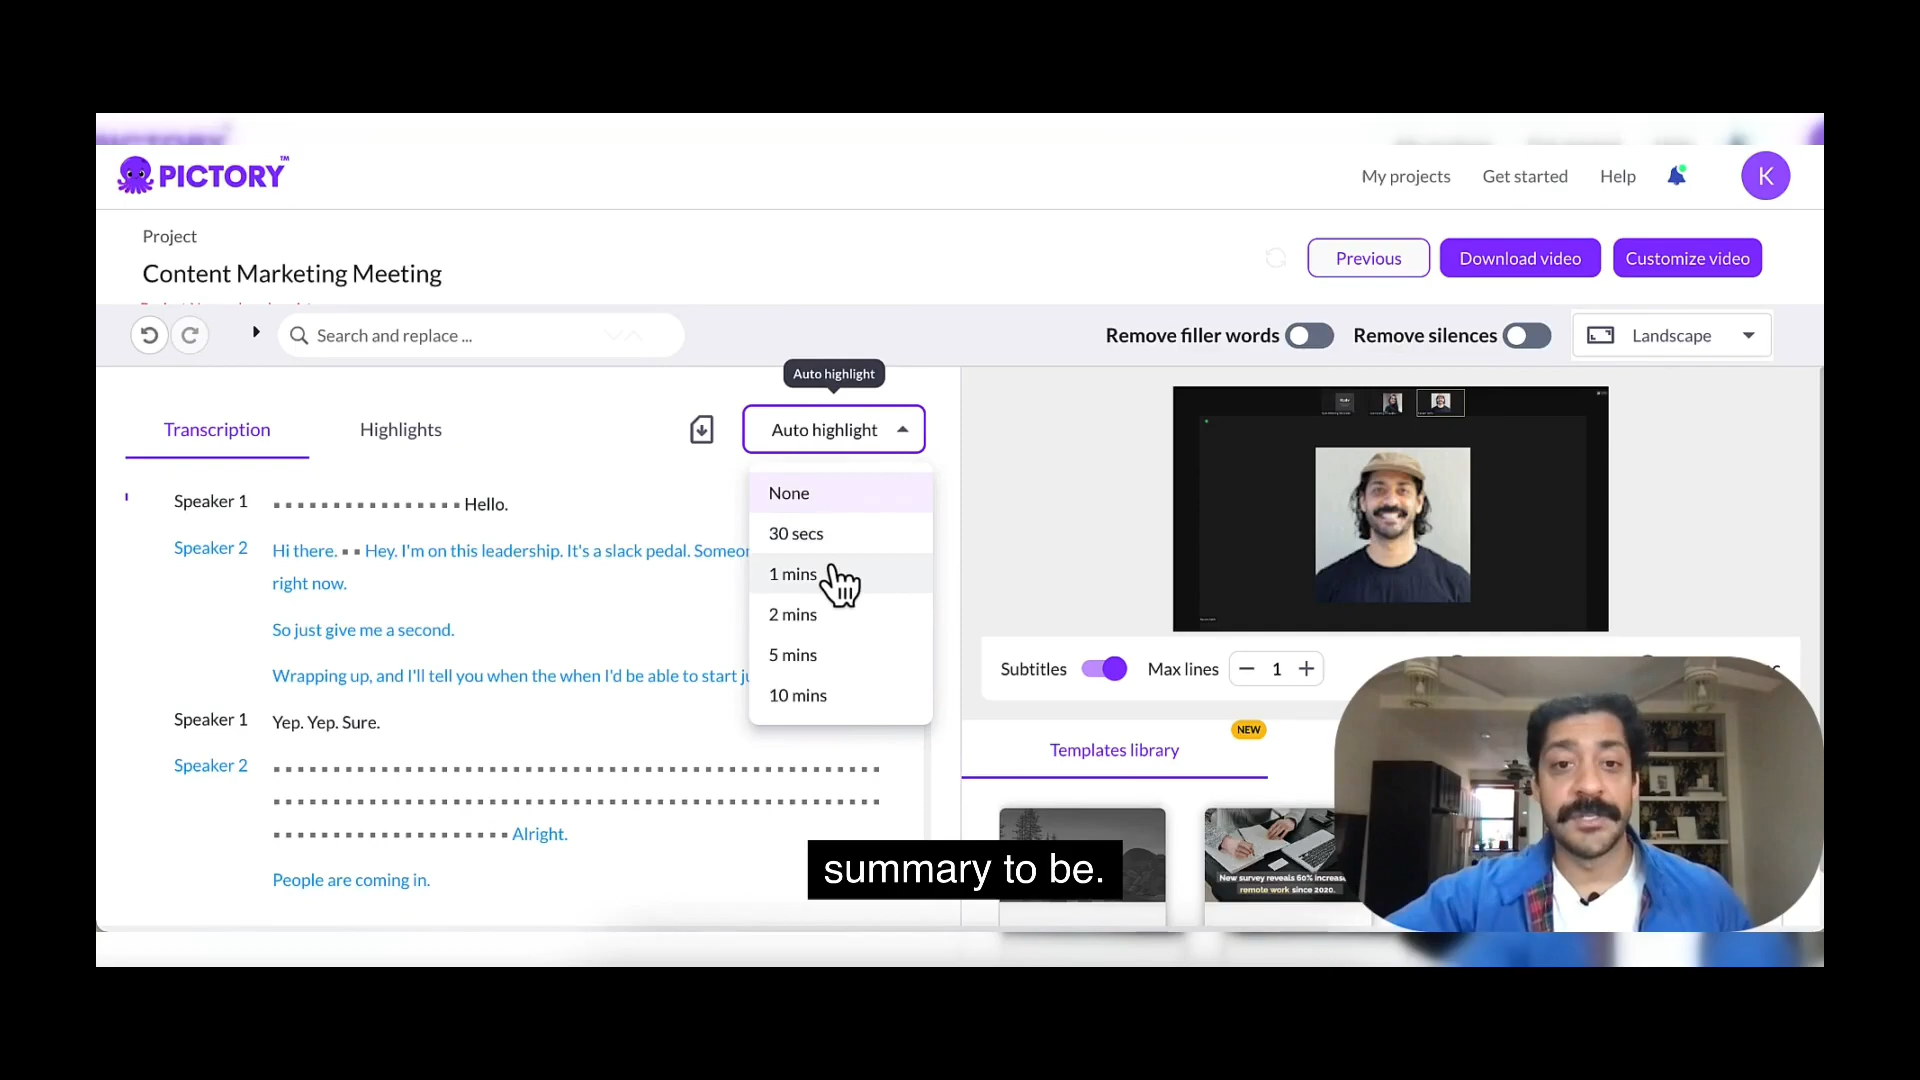 PICTORY™
My projects
Get started
Help
K
Project
Content Marketing Meeting
Previous
Download video
Customize video
Search and replace ...
Remove filler words
Remove silences
Landscape
Auto highlight
Transcription
Highlights
Auto highlight
None
30 secs
1 mins
2 mins
5 mins
10 mins
Speaker 1
Hello.
Speaker 2
Hi there. Hey. I'm on this leadership. It's a slack pedal.
right now.
So just give me a second.
Wrapping up, and I'll tell you when the when I'd be able to start
Speaker 1
Yep. Yep. Sure.
Speaker 2
Alright.
People are coming in.
Subtitles
Max lines
1
NEW
Templates library
New survey reveals 60% increase
remote work since 2020.
summary to be.